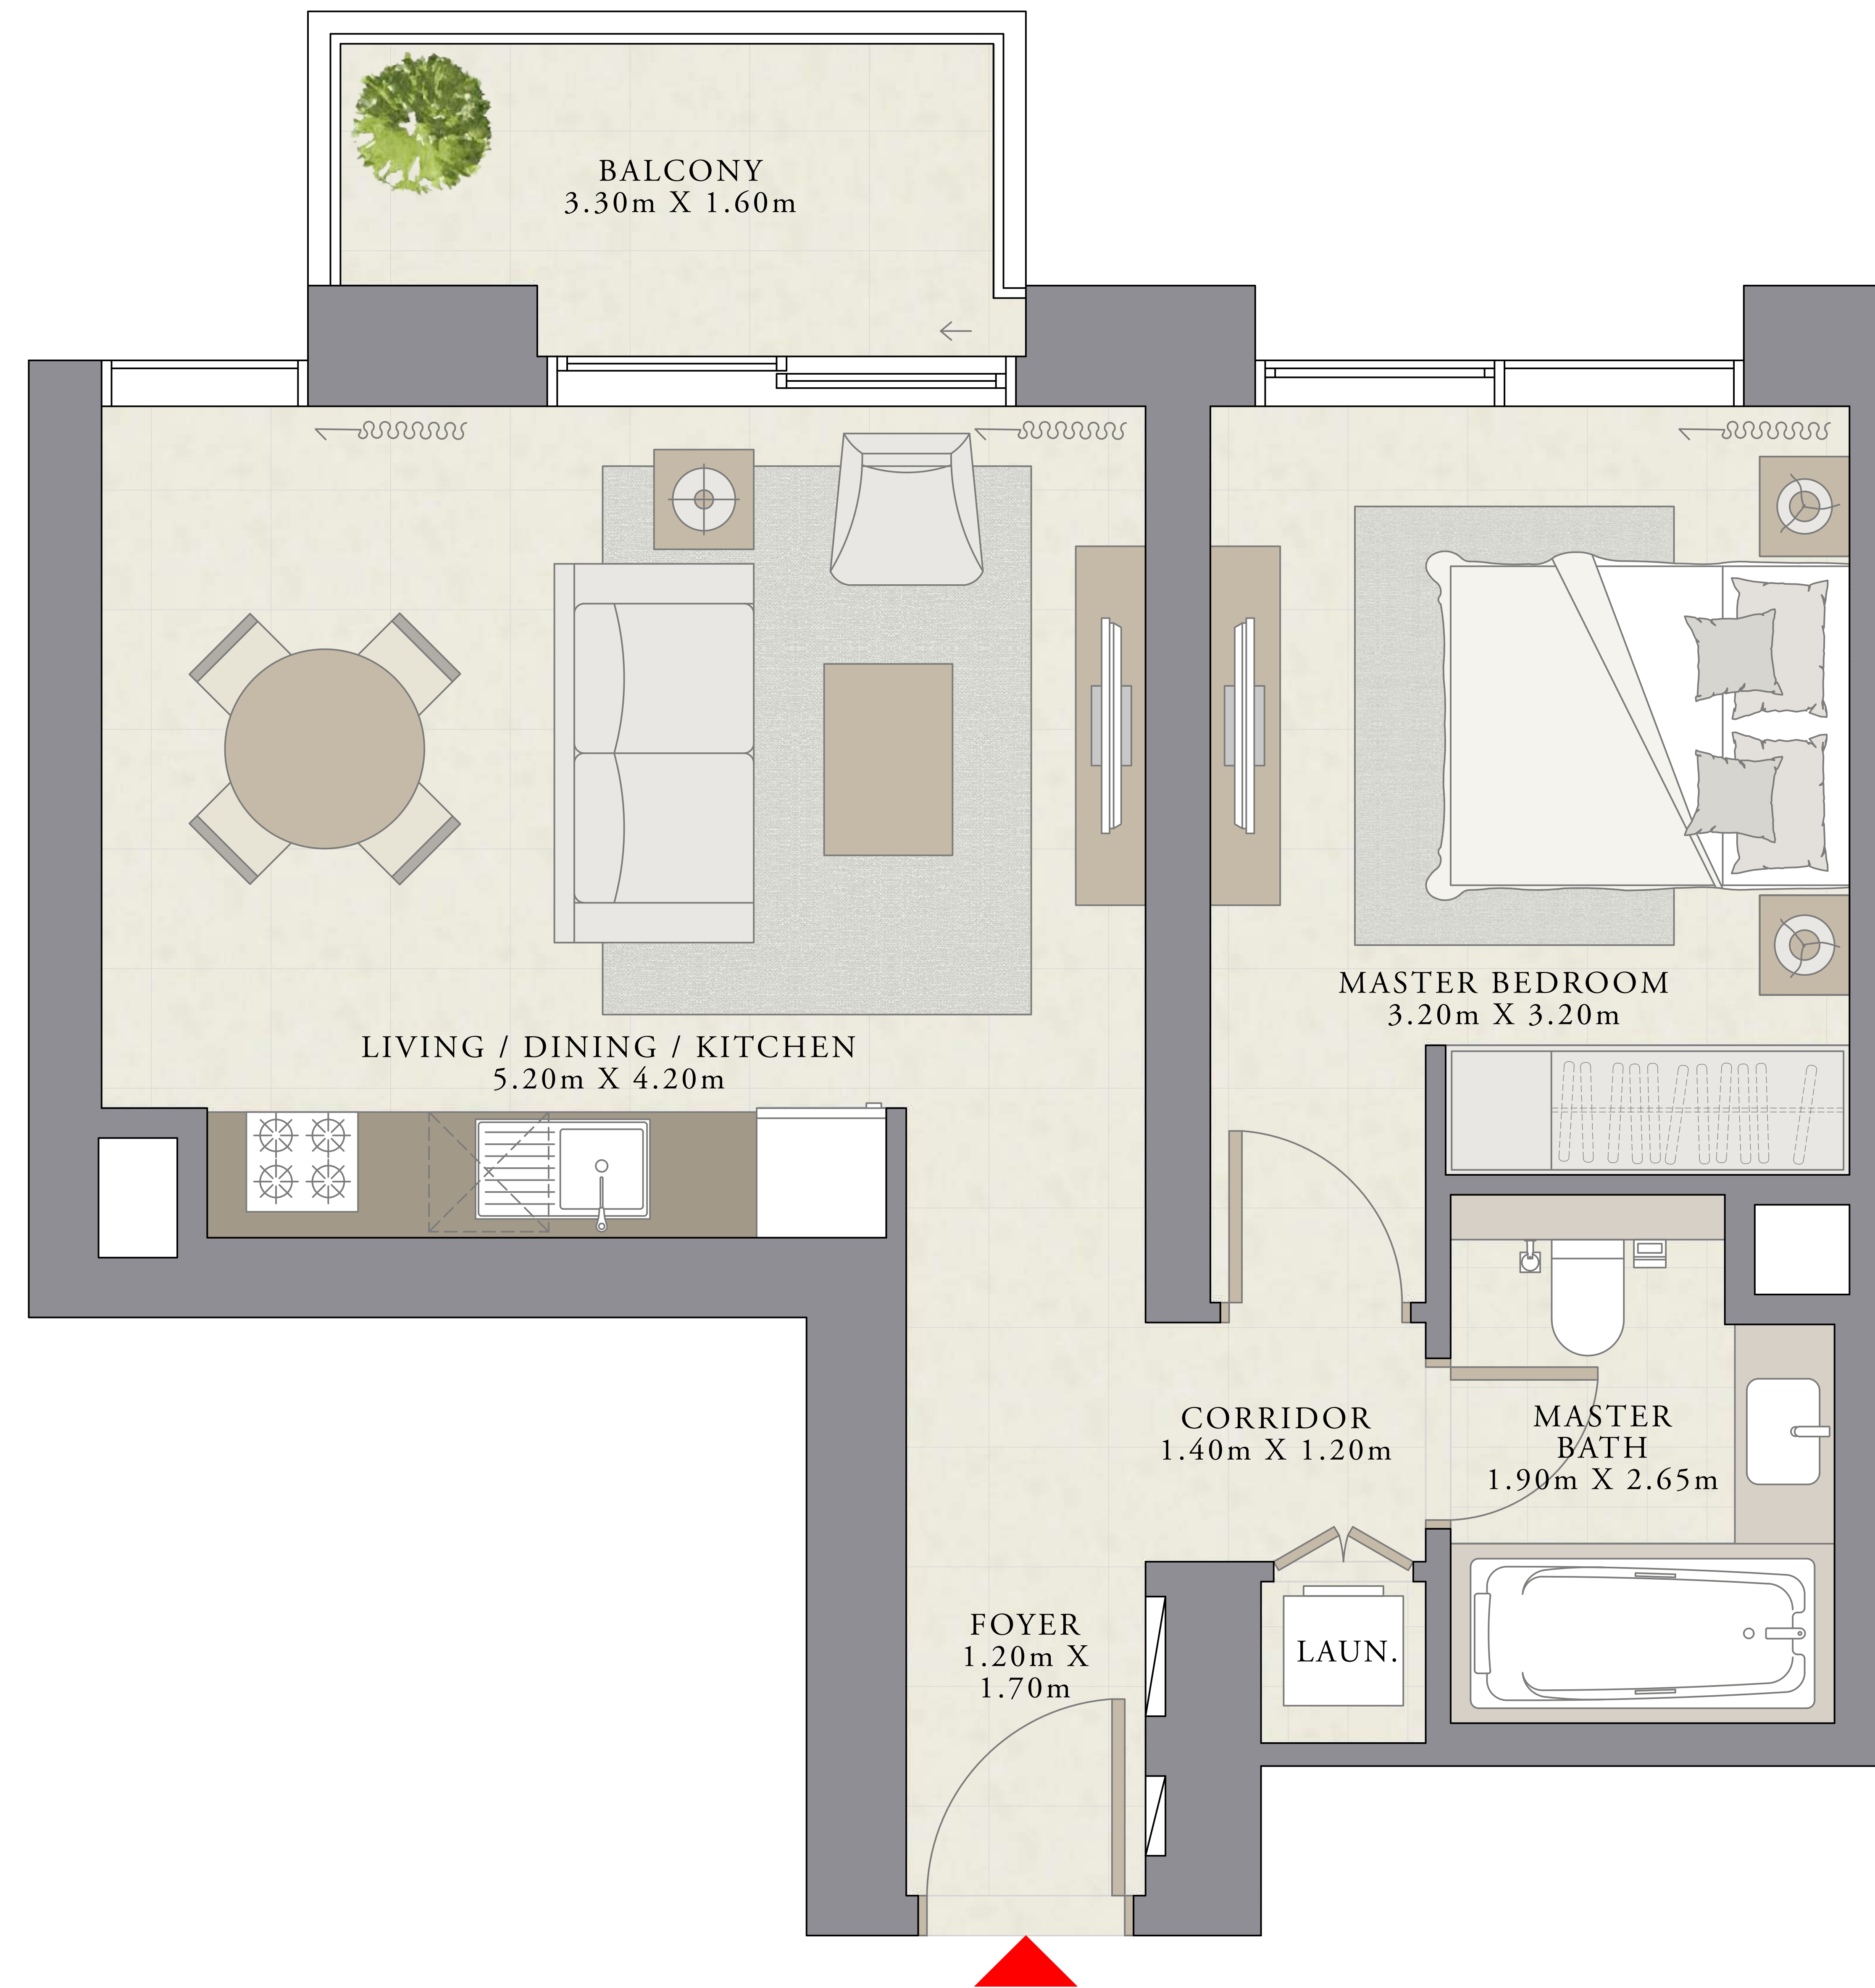 BALCONY
3.30m X 1.60m
MASTER BEDROOM
3.20m X 3.20m
LIVING / DINING / KITCHEN
5.20m X 4.20m
CORRIDOR
1.40m X 1.20m
MASTER
BATH
1.90m X 2.65m
FOYER
1.20m X
1.70m
LAUN.